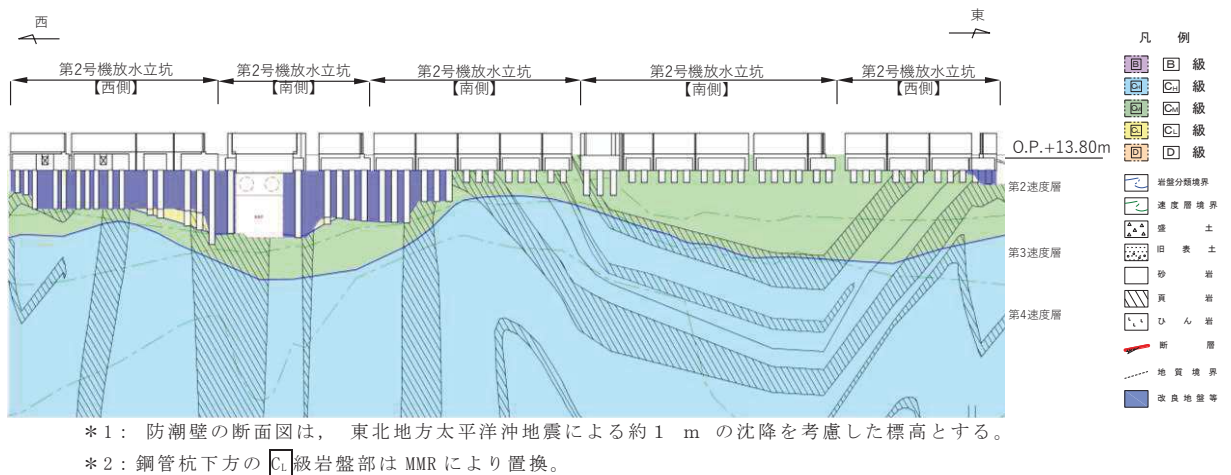 西
東
第2号機放水立坑
【西側】
第2号機放水立坑
【南側】
第2号機放水立坑
【南側】
第2号機放水立坑
【南側】
第2号機放水立坑
【西側】
O.P.+13.80m
第2速度層
第3速度層
第4速度層
凡 例
B B 級
CH CH 級
CM CM 級
CL CL 級
D D 級
岩盤分類境界
速度層境界
盛 土
旧 表 土
砂 岩
頁 岩
ひ ん 岩
断 層
地 質 境 界
改 良 地 盤 等
*1: 防潮壁の断面図は, 東北地方太平洋沖地震による約1 m の沈降を考慮した標高とする。
*2:鋼管杭下方の CL 級岩盤部は MMR により置換。